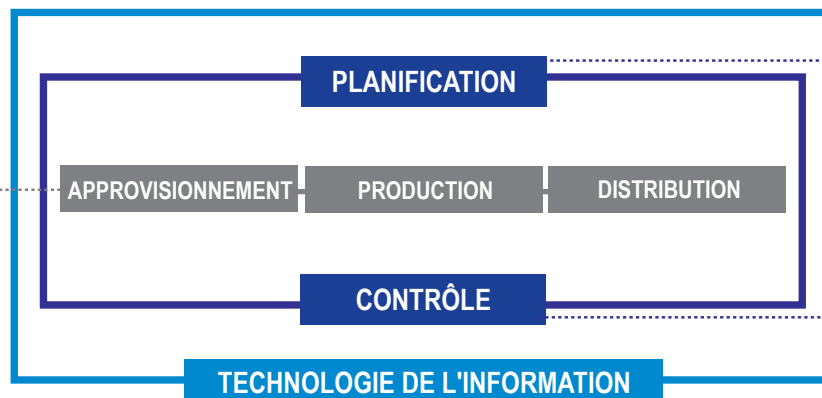 PLANIFICATION
APPROVISIONNEMENT PRODUCTION DISTRIBUTION
CONTRÔLE
TECHNOLOGIE DE L'INFORMATION